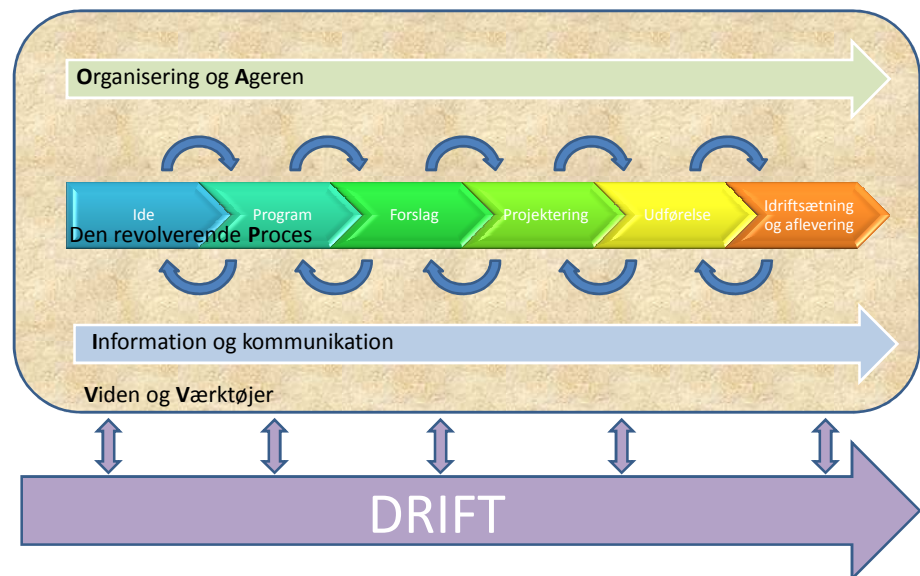 Organisering og Ageren
Ide
Program
Forslag
Projektering
Udførelse
Idriftsætning
og aflevering
Den revolverende Proces
Information og kommunikation
Viden og Værktøjer
DRIFT